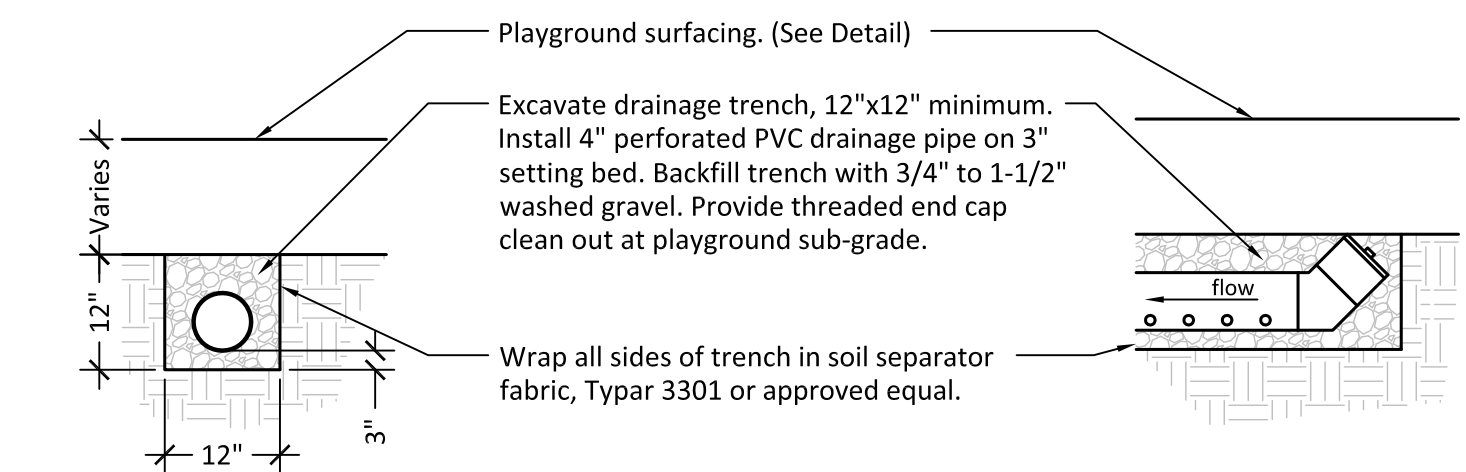 Playground surfacing. (See Detail)
Excavate drainage trench, 12"x12" minimum.
Install 4" perforated PVC drainage pipe on 3"
setting bed. Backfill trench with 3/4" to 1-1/2"
washed gravel. Provide threaded end cap
clean out at playground sub-grade.
Varies
12"
flow
Wrap all sides of trench in soil separator
fabric, Typar 3301 or approved equal.
3"
12"